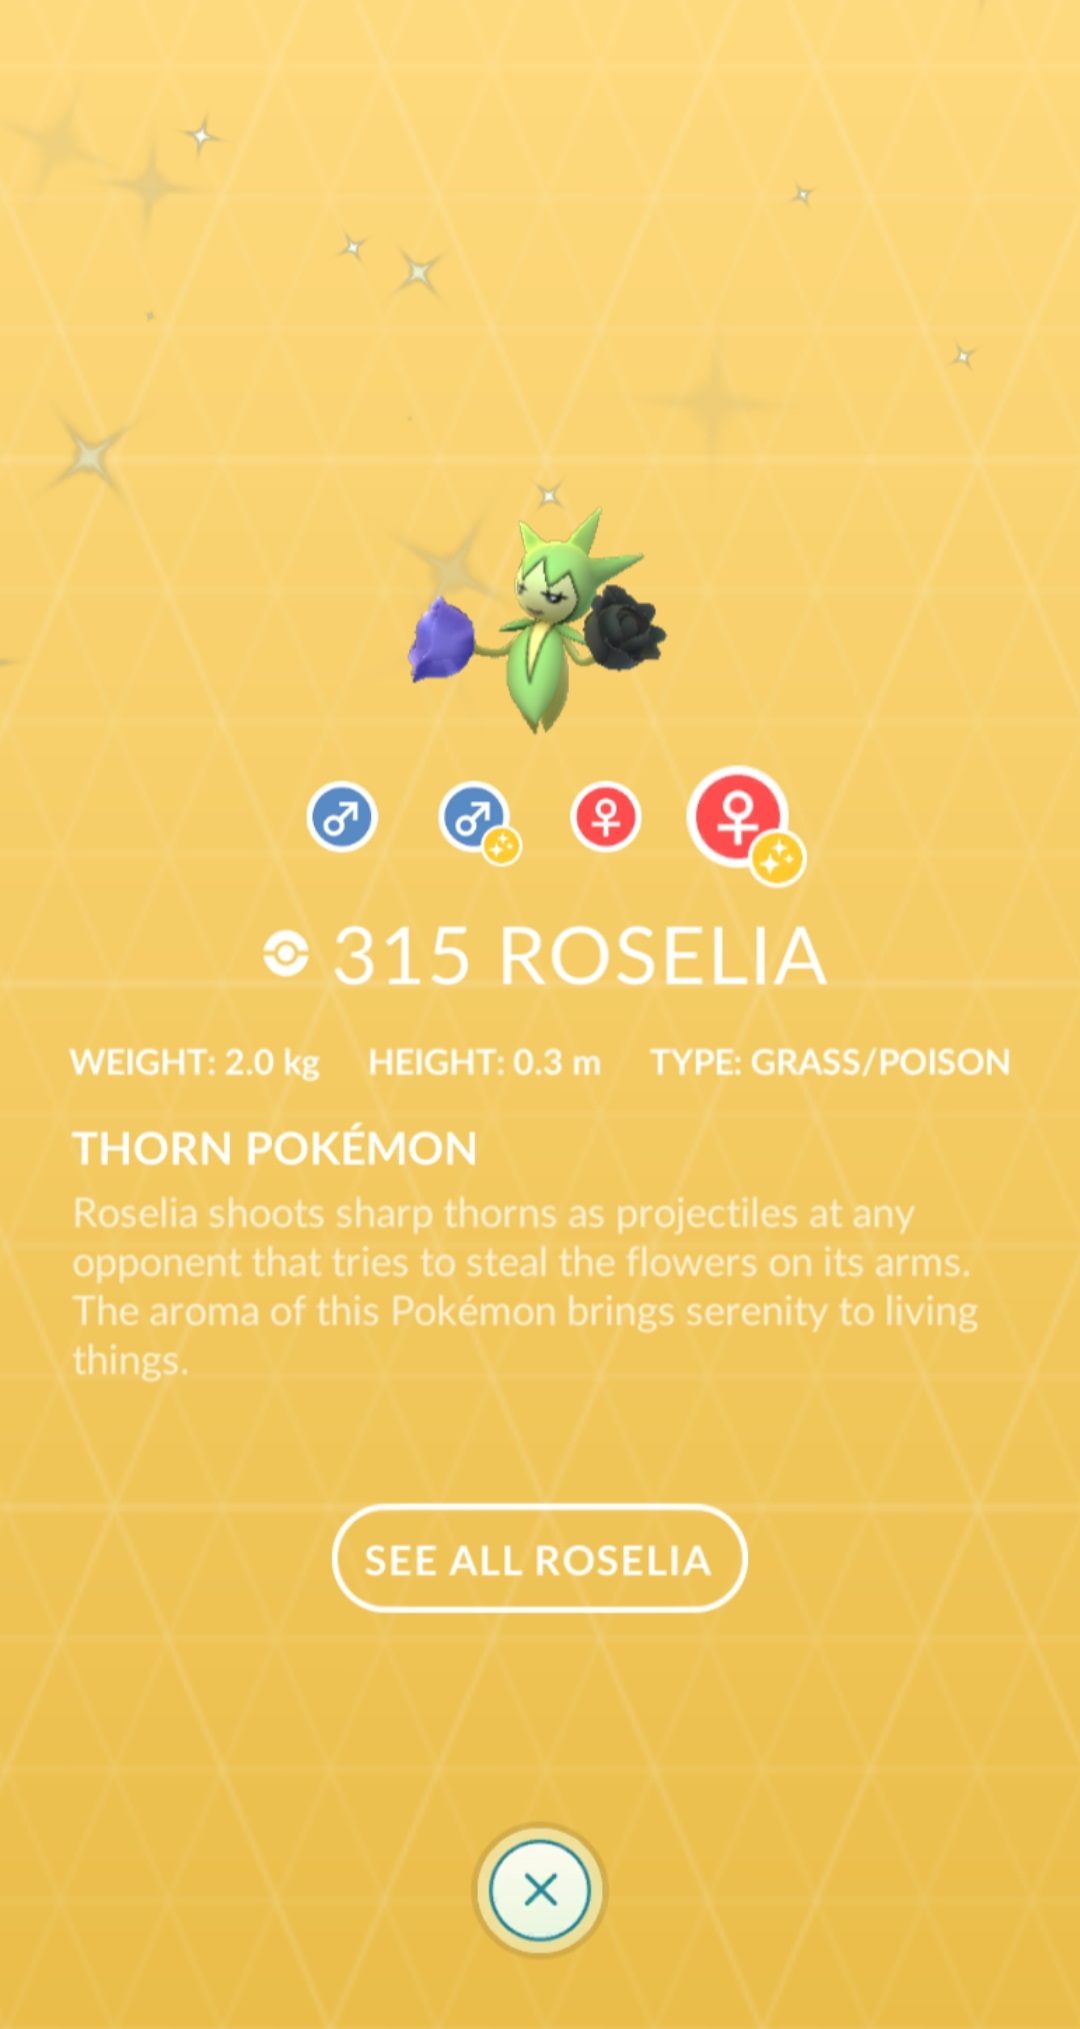 315 ROSELIA
WEIGHT: 2.0 kg HEIGHT: 0.3 m TYPE: GRASS/POISON
THORN POKÉMON
Roselia shoots sharp thorns as projectiles at any
opponent that tries to steal the flowers on its arms.
The aroma of this Pokémon brings serenity to living
things.
SEE ALL ROSELIA